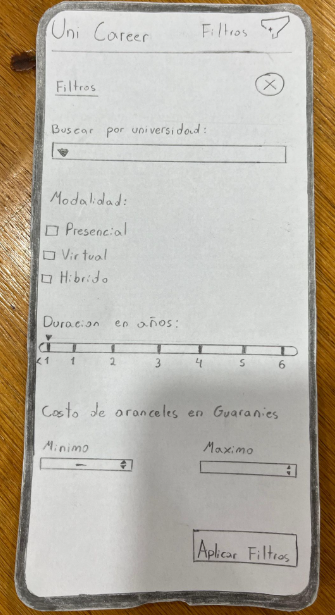 Uni Career Filtros
Filtros
Buscar por universidad:
Modalidad:
Presencial
Virtual
Hibrido
Duracion en años:
<1 1 2 3 4 5 6
Costo de aranceles en Guaranies
Minimo Maximo
Aplicar Filtros